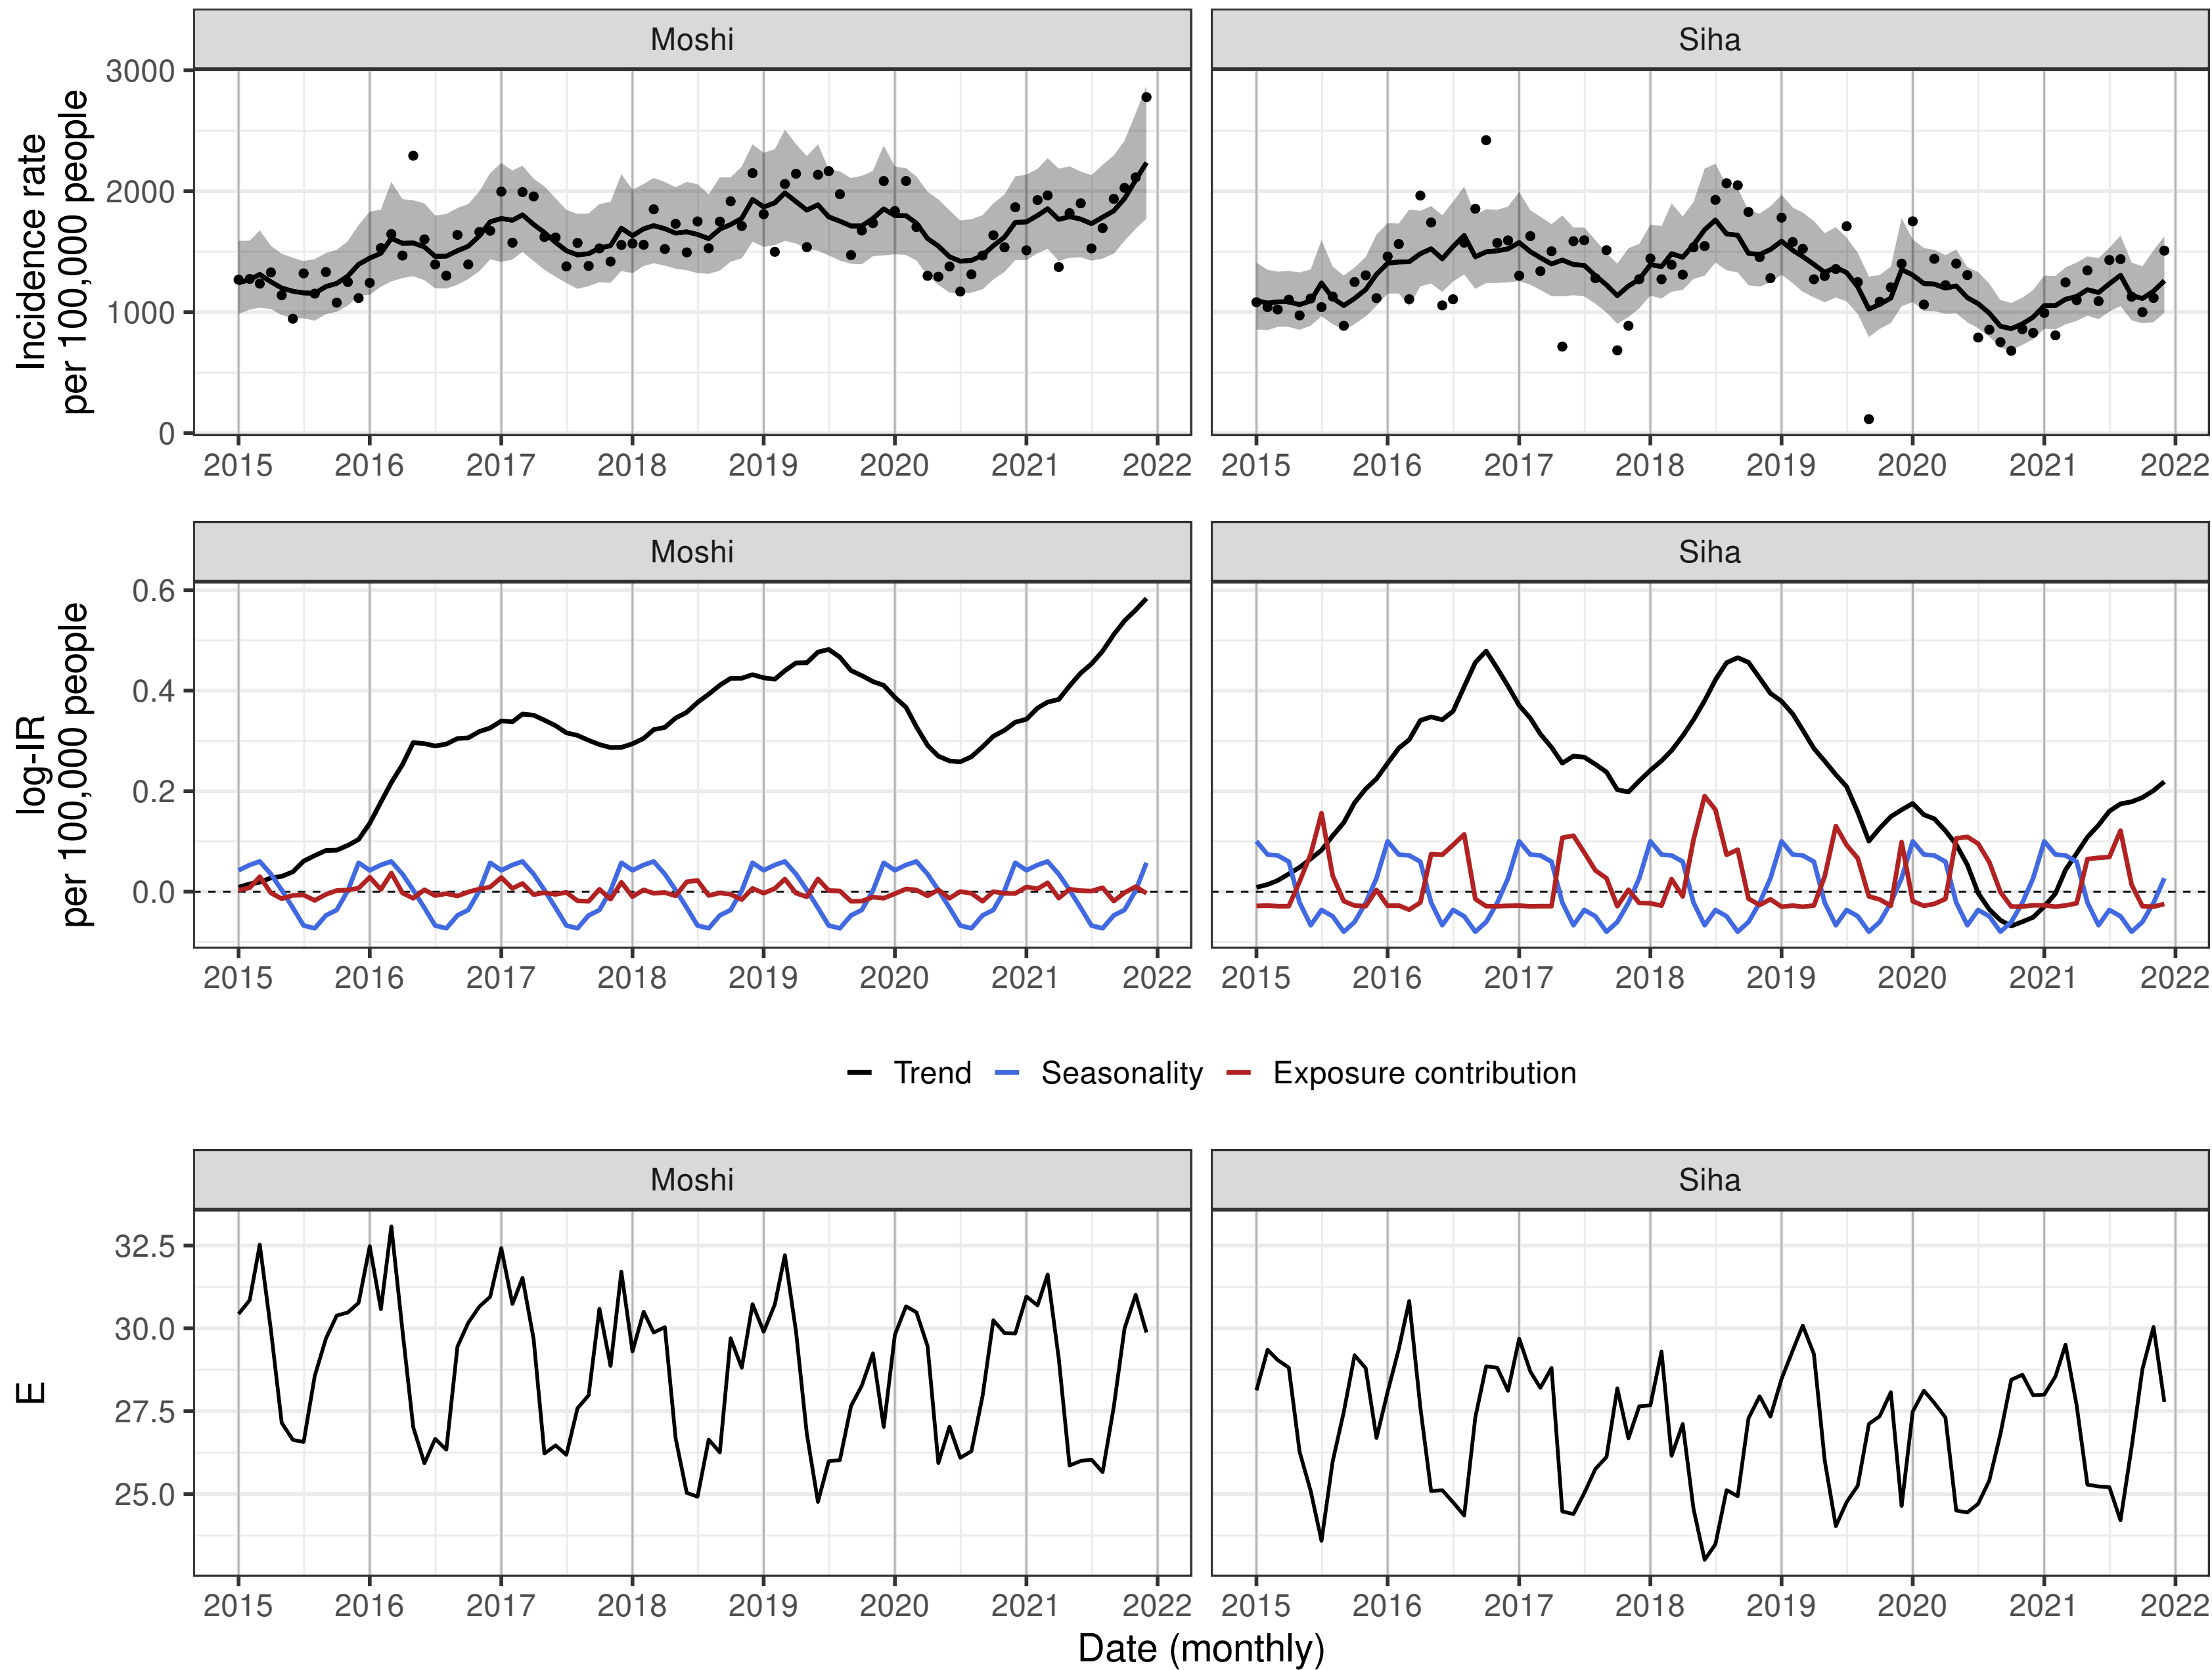 Moshi Siha
Incidence rate
per 100,000 people
3000
2000
1000
0
2015 2016 2017 2018 2019 2020 2021 2022 2015 2016 2017 2018 2019 2020 2021 2022
Moshi Siha
log-IR
per 100,000 people
0.6
0.4
0.2
0.0
2015 2016 2017 2018 2019 2020 2021 2022 2015 2016 2017 2018 2019 2020 2021 2022
Trend Seasonality Exposure contribution
Moshi Siha
E
32.5
30.0
27.5
25.0
2015 2016 2017 2018 2019 2020 2021 2022 2015 2016 2017 2018 2019 2020 2021 2022
Date (monthly)